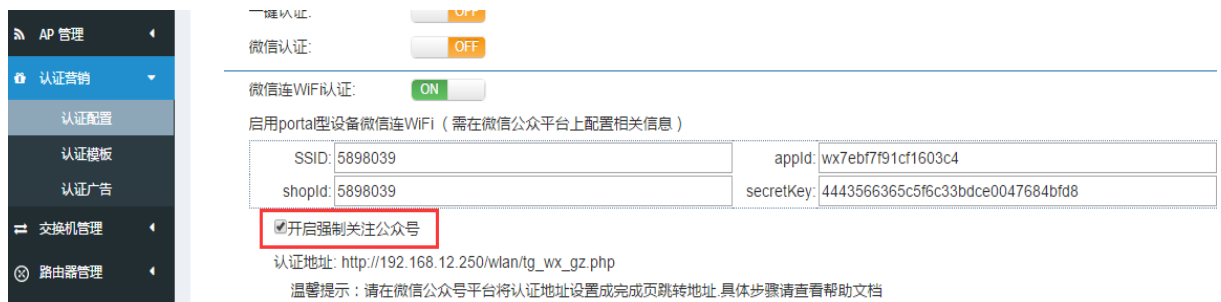 一键认证: OFF
AP 管理
微信认证: OFF
认证营销
微信连WiFi认证: ON
认证配置
启用portal型设备微信连WiFi（需在微信公众平台上配置相关信息）
认证模板
SSID: 5898039 appId: wx7ebf7f91cf1603c4
认证广告
shopId: 5898039 secretKey: 4443566365c5f6c33bdce0047684bfd8
交换机管理
开启强制关注公众号
路由器管理
认证地址: http://192.168.12.250/wlan/tg_wx_gz.php
温馨提示：请在微信公众号平台将认证地址设置成完成页跳转地址.具体步骤请查看帮助文档